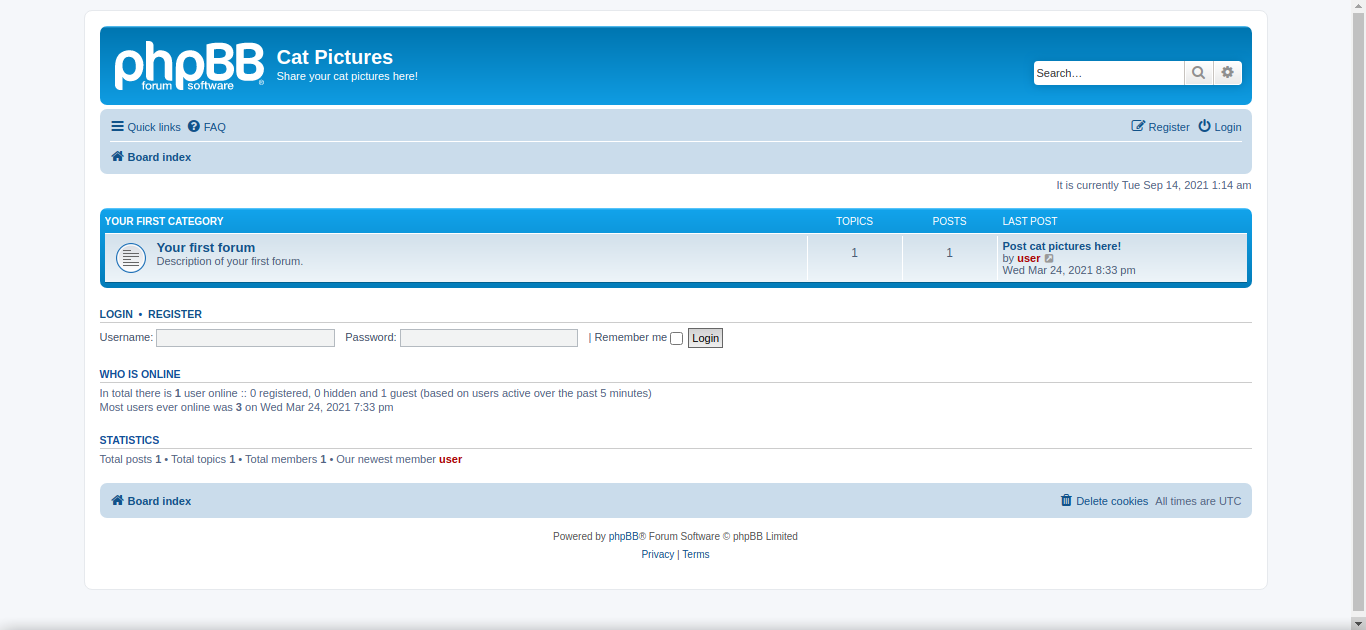 phpBB® forum software
Cat Pictures
Share your cat pictures here!
Search…
Quick links FAQ Register Login
Board index
It is currently Tue Sep 14, 2021 1:14 am
YOUR FIRST CATEGORY TOPICS POSTS LAST POST
Your first forum 1 1 Post cat pictures here!
Description of your first forum. by user
Wed Mar 24, 2021 8:33 pm
LOGIN • REGISTER
Username: Password: | Remember me Login
WHO IS ONLINE
In total there is 1 user online :: 0 registered, 0 hidden and 1 guest (based on users active over the past 5 minutes)
Most users ever online was 3 on Wed Mar 24, 2021 7:33 pm
STATISTICS
Total posts 1 • Total topics 1 • Total members 1 • Our newest member user
Board index Delete cookies All times are UTC
Powered by phpBB® Forum Software © phpBB Limited
Privacy | Terms